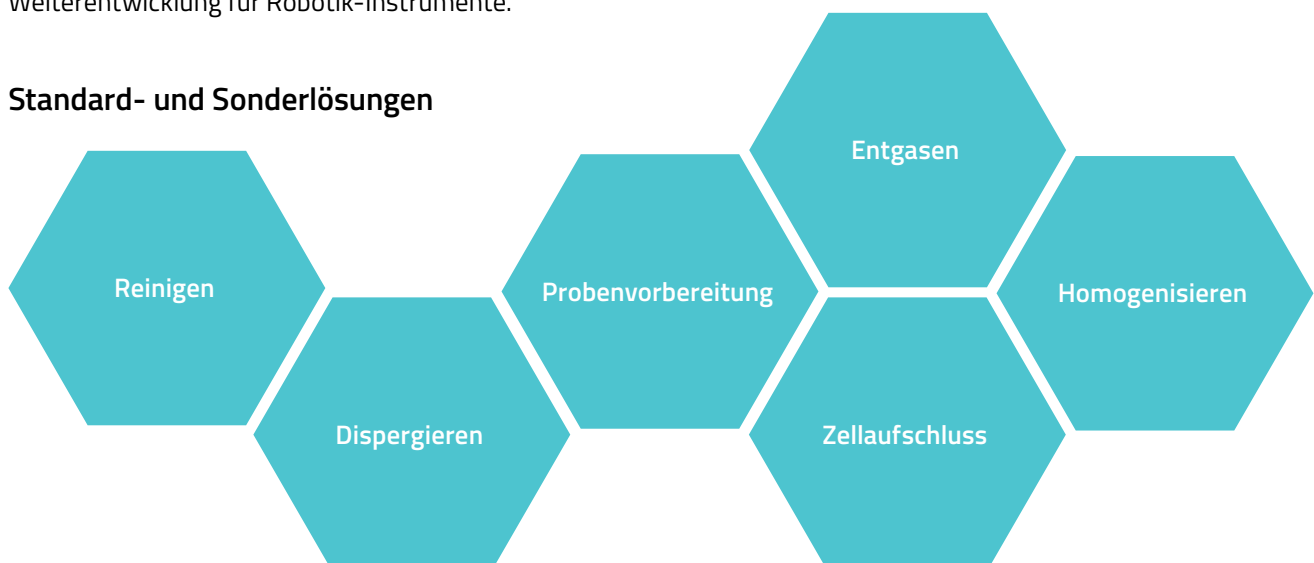 Weiterentwicklung für Robotik-Instrumente.
Standard- und Sonderlösungen
Entgasen
Reinigen
Probenvorbereitung
Homogenisieren
Dispergieren
Zellaufschluss